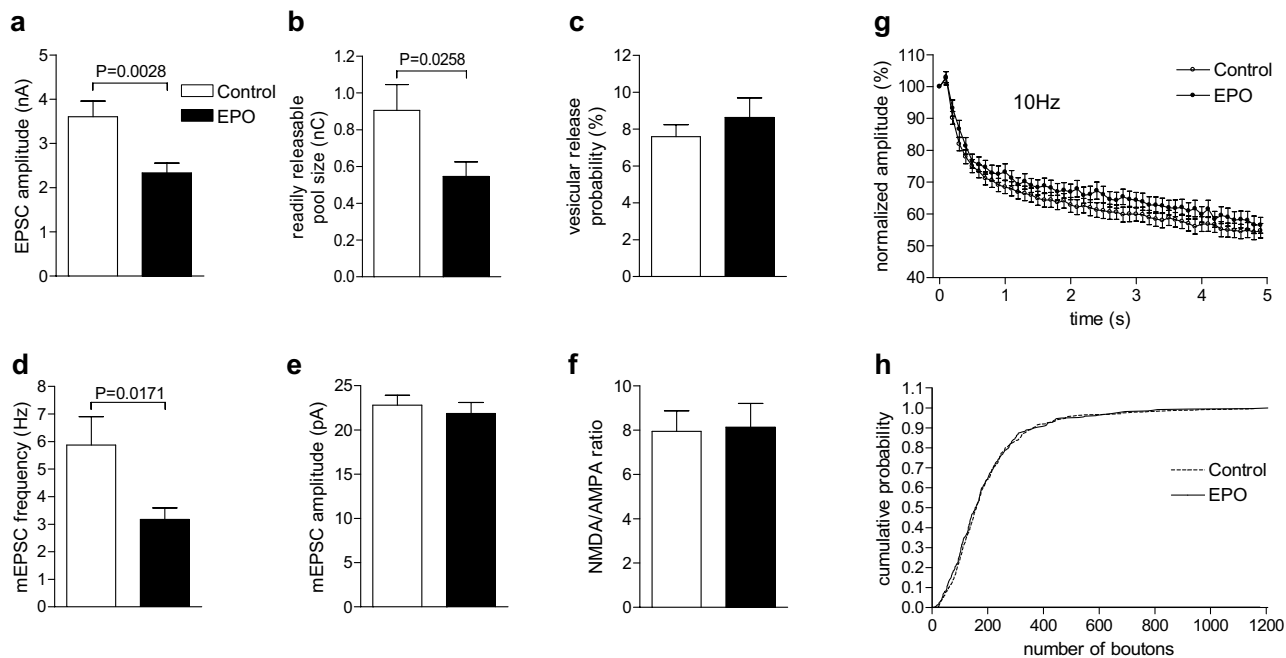 a
EPSC amplitude (nA)
5
4
3
2
1
0
P=0.0028
Control
EPO
b
readily releasable
pool size (nC)
1.2
1.0
0.8
0.6
0.4
0.2
0.0
P=0.0258
c
vesicular release
probability (%)
12
10
8
6
4
2
0
g
normalized amplitude (%)
110
100
90
80
70
60
50
40
10Hz
Control
EPO
0 1 2 3 4 5
time (s)
d
mEPSC frequency (Hz)
8
7
6
5
4
3
2
1
0
P=0.0171
e
mEPSC amplitude (pA)
25
20
15
10
5
0
f
NMDA/AMPA ratio
10
8
6
4
2
0
h
cumulative probability
1.1
1.0
0.9
0.8
0.7
0.6
0.5
0.4
0.3
0.2
0.1
0.0
Control
EPO
0 200 400 600 800 1000 1200
number of boutons